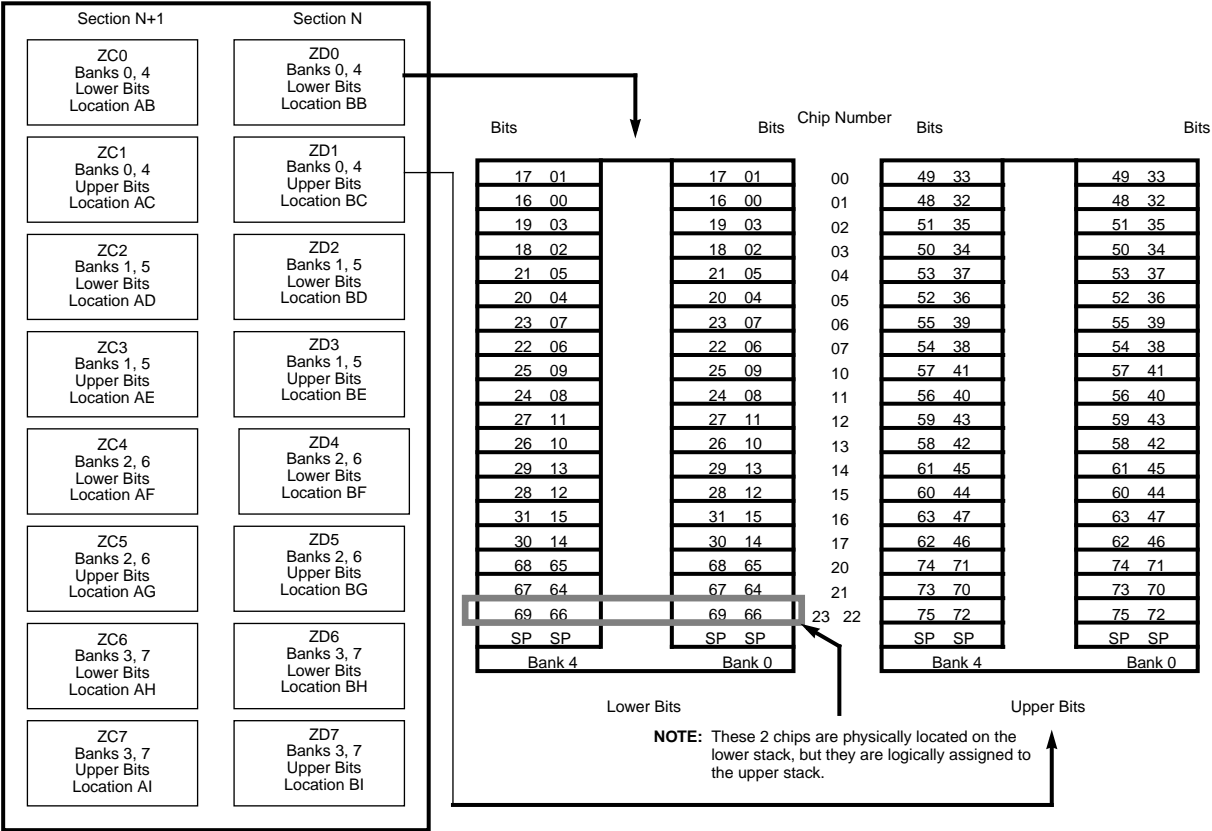 Section N+1 Section N
ZC0 ZD0
Banks 0, 4 Banks 0, 4
Lower Bits Lower Bits
Location AB Location BB
ZC1 ZD1
Banks 0, 4 Banks 0, 4
Upper Bits Upper Bits
Location AC Location BC
ZC2 ZD2
Banks 1, 5 Banks 1, 5
Lower Bits Lower Bits
Location AD Location BD
ZC3 ZD3
Banks 1, 5 Banks 1, 5
Upper Bits Upper Bits
Location AE Location BE
ZC4 ZD4
Banks 2, 6 Banks 2, 6
Lower Bits Lower Bits
Location AF Location BF
ZC5 ZD5
Banks 2, 6 Banks 2, 6
Upper Bits Upper Bits
Location AG Location BG
ZC6 ZD6
Banks 3, 7 Banks 3, 7
Lower Bits Lower Bits
Location AH Location BH
ZC7 ZD7
Banks 3, 7 Banks 3, 7
Upper Bits Upper Bits
Location AI Location BI
Bits Bits Chip Number Bits Bits
17 01 17 01 00 49 33 49 33
16 00 16 00 01 48 32 48 32
19 03 19 03 02 51 35 51 35
18 02 18 02 03 50 34 50 34
21 05 21 05 04 53 37 53 37
20 04 20 04 05 52 36 52 36
23 07 23 07 06 55 39 55 39
22 06 22 06 07 54 38 54 38
25 09 25 09 10 57 41 57 41
24 08 24 08 11 56 40 56 40
27 11 27 11 12 59 43 59 43
26 10 26 10 13 58 42 58 42
29 13 29 13 14 61 45 61 45
28 12 28 12 15 60 44 60 44
31 15 31 15 16 63 47 63 47
30 14 30 14 17 62 46 62 46
68 65 68 65 20 74 71 74 71
67 64 67 64 21 73 70 73 70
69 66 69 66 23 22 75 72 75 72
SP SP SP SP SP SP SP SP
Bank 4 Bank 0 Bank 4 Bank 0
Lower Bits Upper Bits
NOTE: These 2 chips are physically located on the
lower stack, but they are logically assigned to
the upper stack.